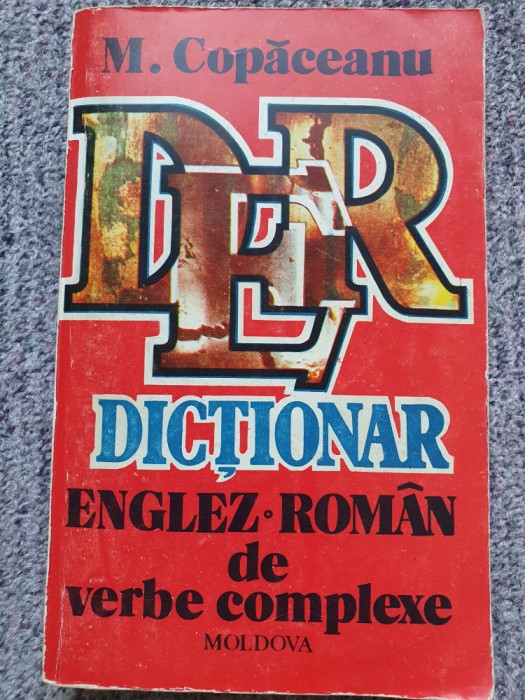 M. Copăceanu
DER
DICȚIONAR
ENGLEZ • ROMÂN
de
verbe complexe
MOLDOVA